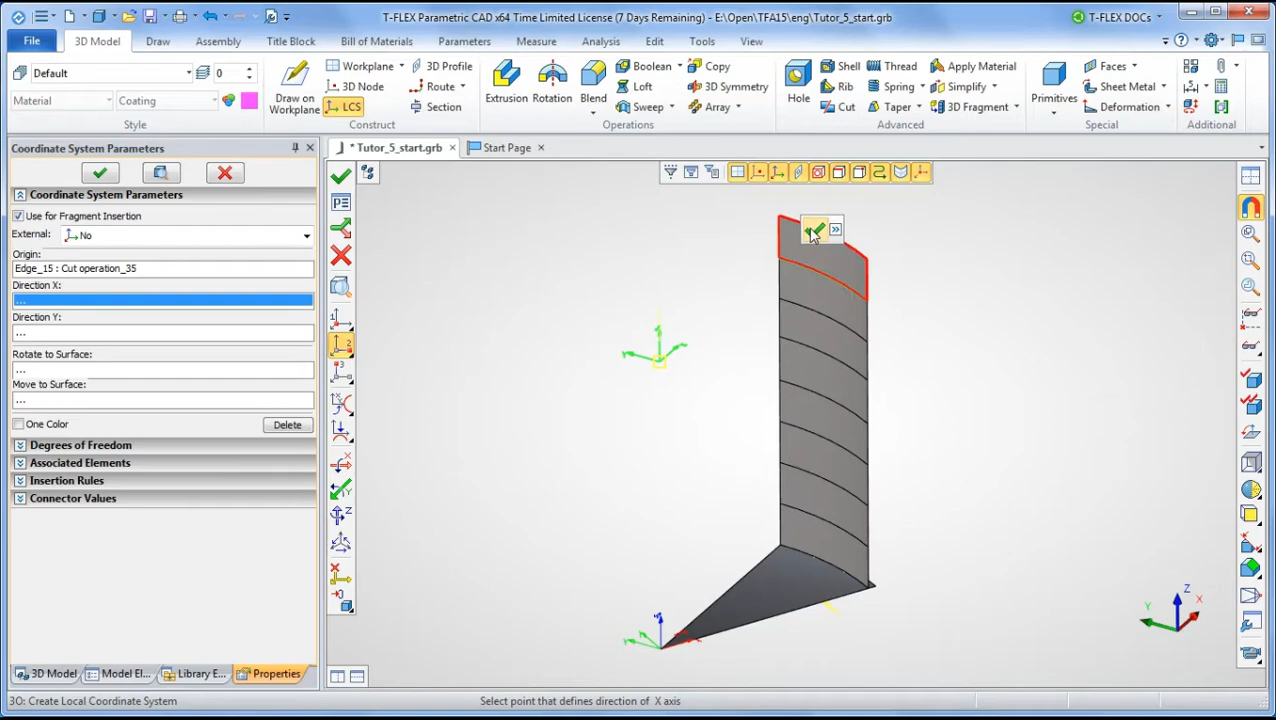 T-FLEX Parametric CAD x64 Time Limited License (7 Days Remaining) - E:\Open\TFA15\eng\Tutor_5_start.grb
T-FLEX DOCs
File
3D Model
Draw
Assembly
Title Block
Bill of Materials
Parameters
Measure
Analysis
Edit
Tools
View
Default
0
Material
Coating
Style
Draw on
Workplane
Workplane
3D Profile
3D Node
Route
LCS
Section
Construct
Extrusion
Rotation
Blend
Boolean
Copy
Loft
3D Symmetry
Sweep
Array
Operations
Hole
Shell
Thread
Apply Material
Rib
Spring
Simplify
Cut
Taper
3D Fragment
Advanced
Primitives
Faces
Sheet Metal
Deformation
Special
Additional
Coordinate System Parameters
* Tutor_5_start.grb
Start Page
Coordinate System Parameters
Use for Fragment Insertion
External:
No
Origin:
Edge_15 : Cut operation_35
Direction X:
...
Direction Y:
...
Rotate to Surface:
...
Move to Surface:
...
One Color
Delete
Degrees of Freedom
Associated Elements
Insertion Rules
Connector Values
Z
X
Y
3D Model
Model El...
Library E...
Properties
3O: Create Local Coordinate System
Select point that defines direction of X axis